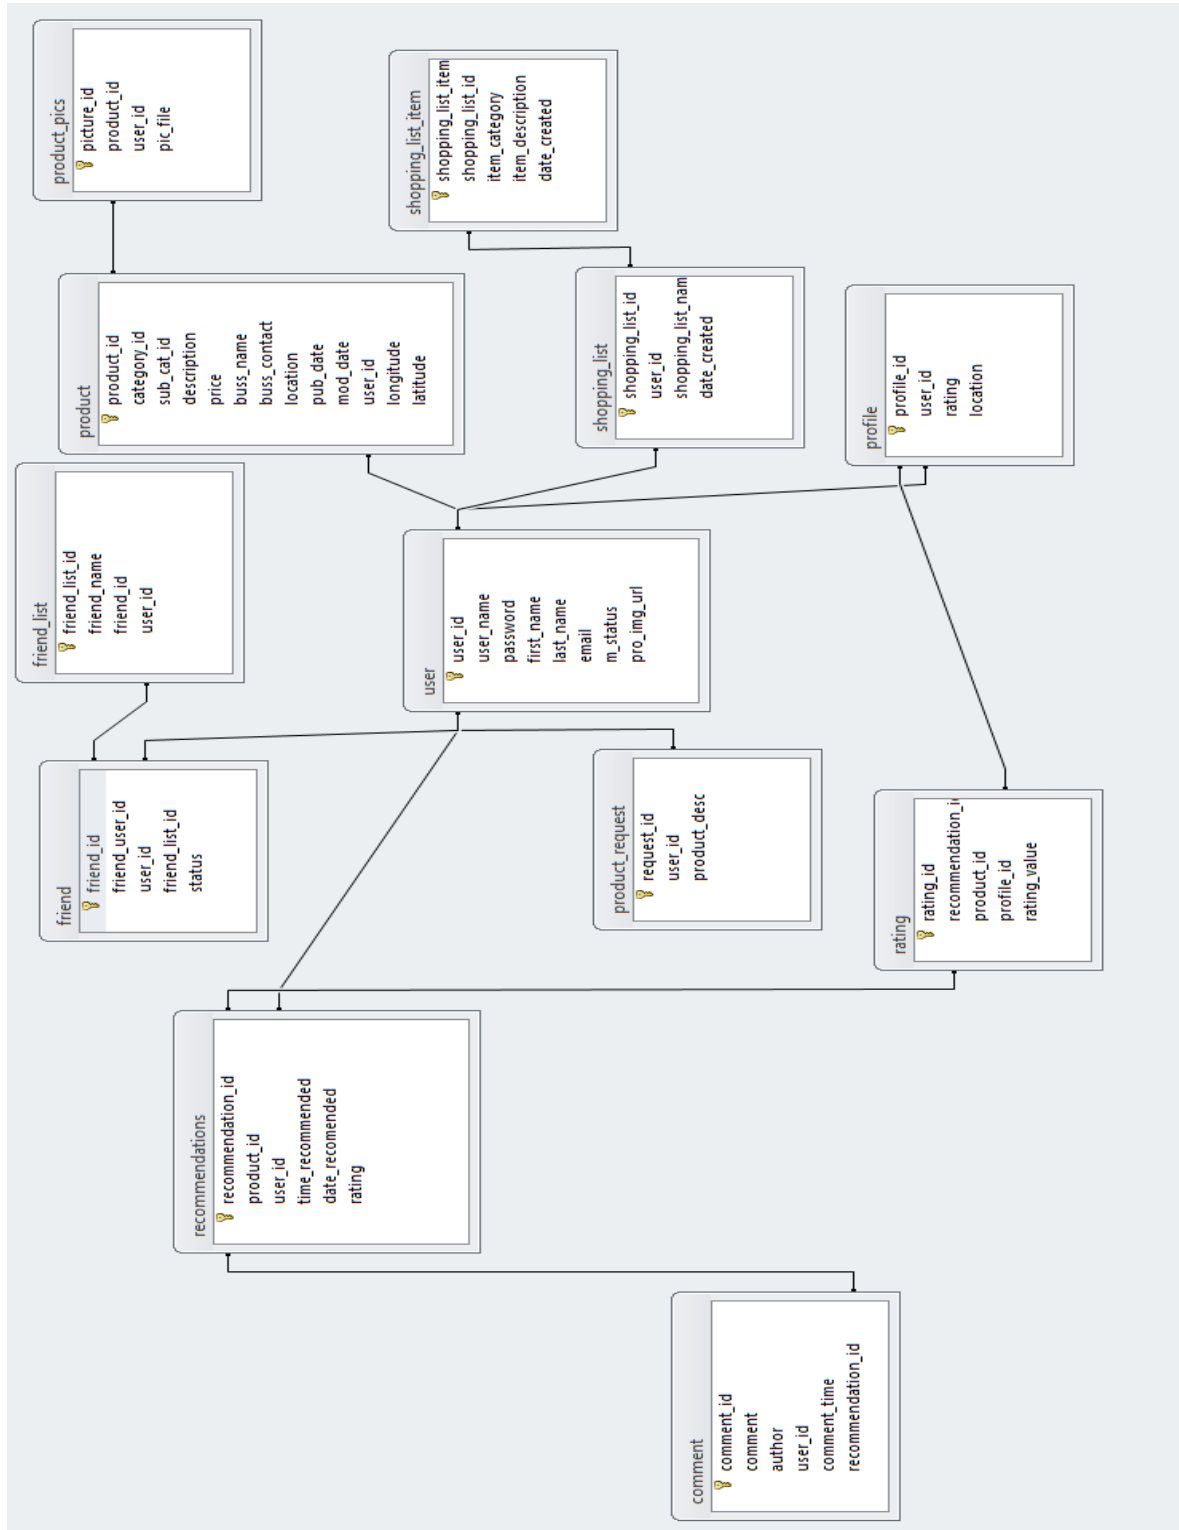 comment
comment_id
comment
author
user_id
comment_time
recommendation_id
recommendations
recommendation_id
product_id
user_id
time_recommended
date_recomended
rating
friend
friend_id
friend_user_id
user_id
friend_list_id
status
product_request
request_id
user_id
product_desc
rating
rating_id
recommendation_i
product_id
profile_id
rating_value
friend_list
friend_list_id
friend_name
friend_id
user_id
user
user_id
user_name
password
first_name
last_name
email
m_status
pro_img_url
product
product_id
category_id
sub_cat_id
description
price
buss_name
buss_contact
location
pub_date
mod_date
user_id
longitude
latitude
shopping_list
shopping_list_id
user_id
shopping_list_nam
date_created
profile
profile_id
user_id
rating
location
product_pics
picture_id
product_id
user_id
pic_file
shopping_list_item
shopping_list_item
shopping_list_id
item_category
item_description
date_created